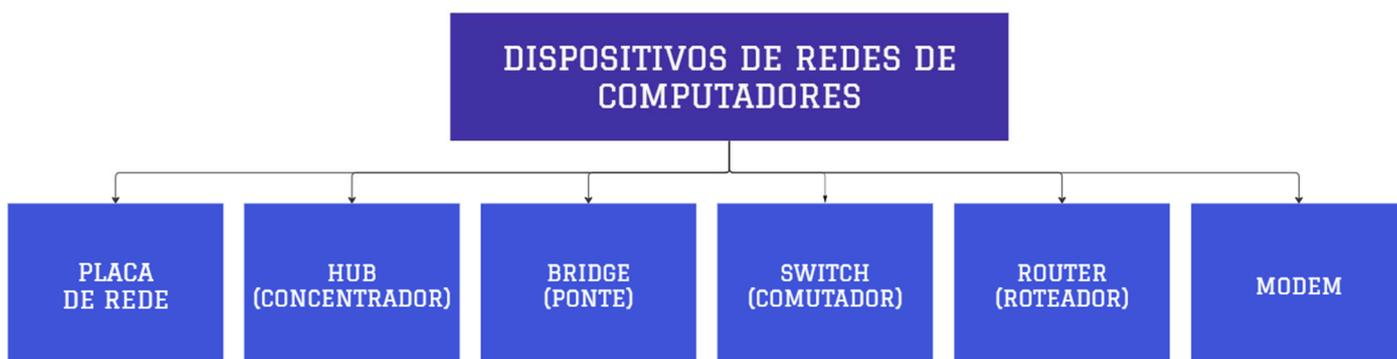 DISPOSITIVOS DE REDES DE
COMPUTADORES
PLACA
DE REDE
HUB
(CONCENTRADOR)
BRIDGE
(PONTE)
SWITCH
(COMUTADOR)
ROUTER
(ROTEADOR)
MODEM